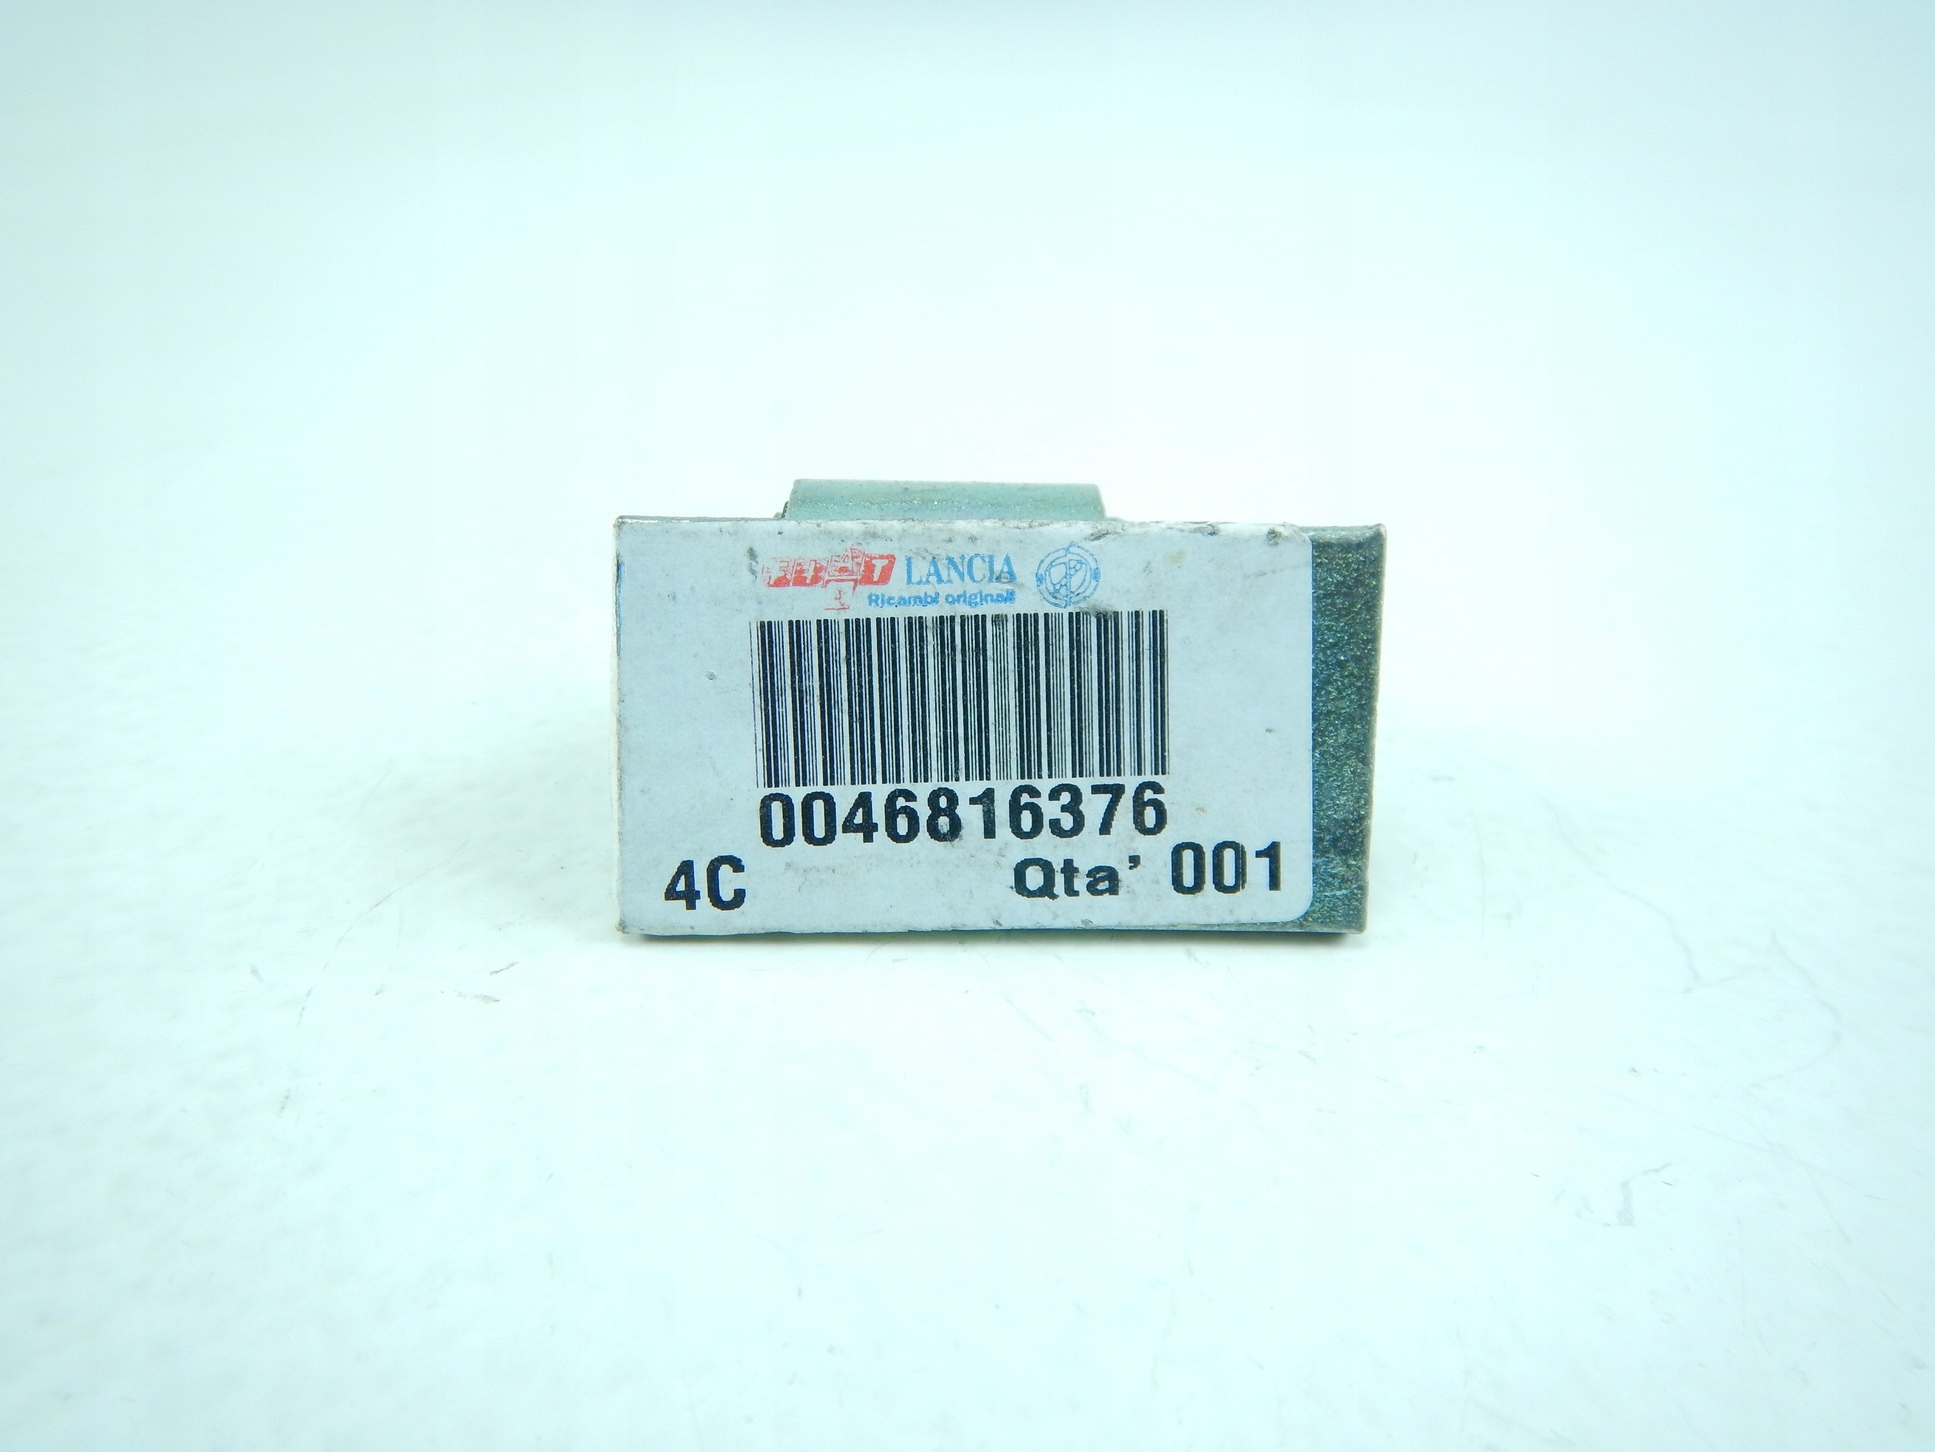 FIAT LANCIA
Ricambi originali
0046816376
4C Qta' 001